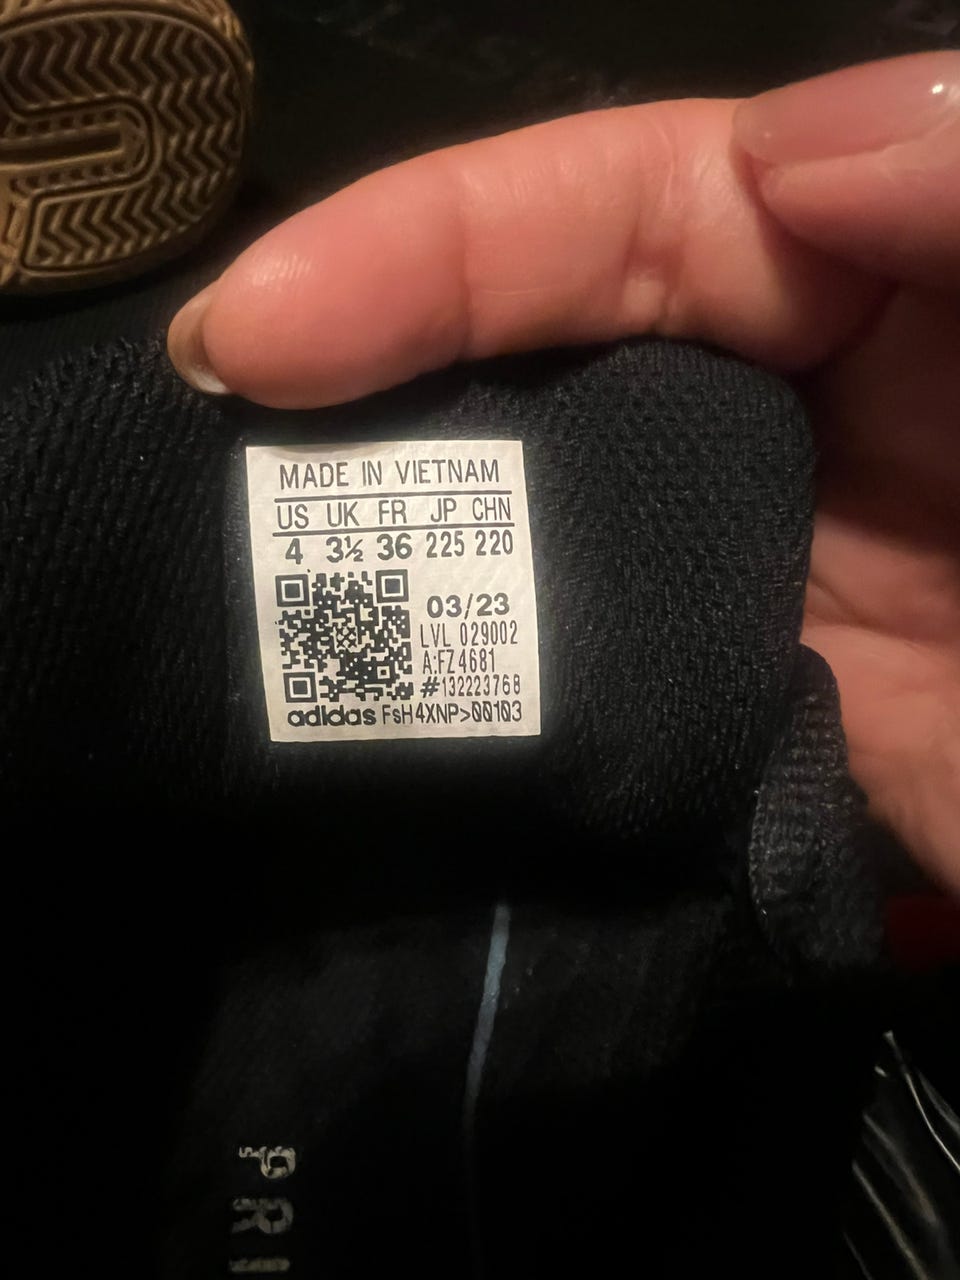 MADE IN VIETNAM
US UK FR JP CHN
4 3½ 36 225 220
03/23
LVL 029002
A:FZ4681
#132223768
adidas FsH4XNP>00103
PRI